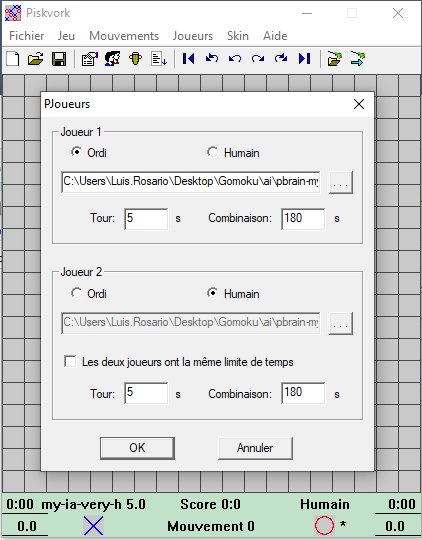 Piskvork
Fichier Jeu Mouvements Joueurs Skin Aide
PJoueurs
Joueur 1
Ordi Humain
C:\Users\Luis.Rosario\Desktop\Gomoku\ai\pbrain-my ...
Tour: 5 s Combinaison: 180 s
Joueur 2
Ordi Humain
C:\Users\Luis.Rosario\Desktop\Gomoku\ai\pbrain-my ...
Les deux joueurs ont la même limite de temps
Tour: 5 s Combinaison: 180 s
OK Annuler
0:00 my-ia-very-h 5.0 Score 0:0 Humain 0:00
0.0 Mouvement 0 * 0.0